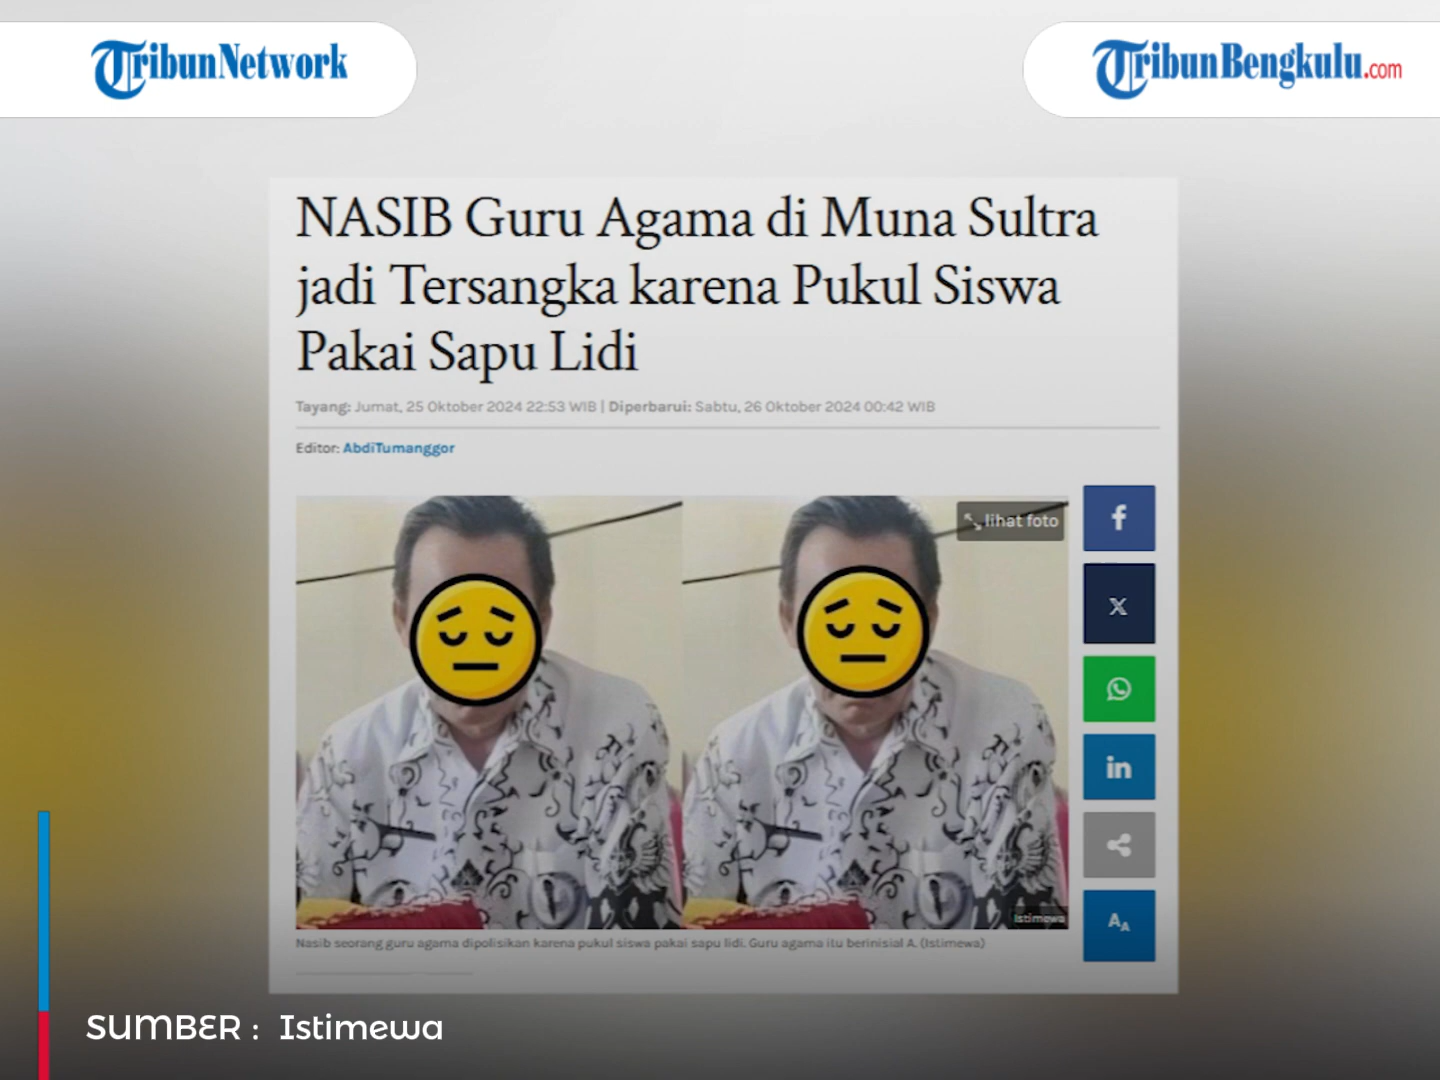 TribunNetwork
TribunBengkulu.com
NASIB Guru Agama di Muna Sultra
jadi Tersangka karena Pukul Siswa
Pakai Sapu Lidi
Tayang: Jumat, 25 Oktober 2024 22:53 WIB | Diperbarui: Sabtu, 26 Oktober 2024 00:42 WIB
Editor: AbdiTumanggor
lihat foto
f
X
in
AA
Istimewa
Nasib seorang guru agama dipolisikan karena pukul siswa pakai sapu lidi. Guru agama itu berinisial A. (Istimewa)
SUMBER : Istimewa